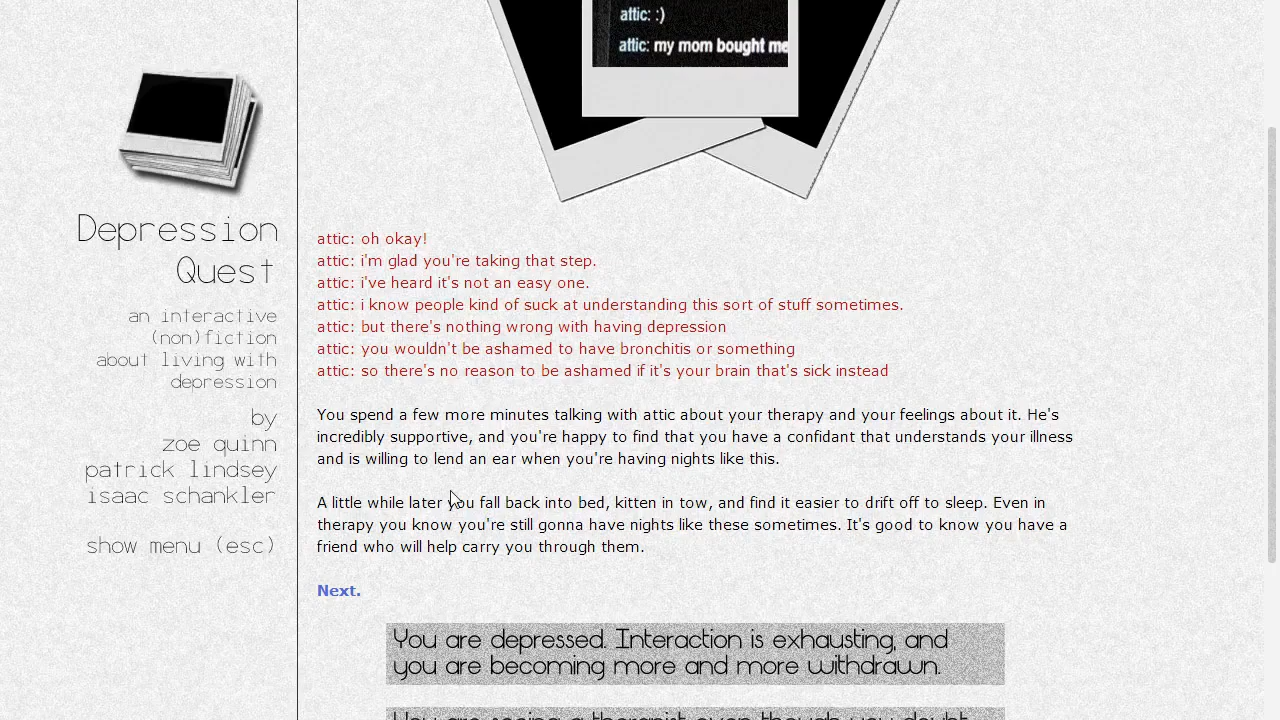 attic: :)
attic: my mom bought me
Depression
Quest
an interactive
(non)fiction
about living with
depression
by
zoe quinn
patrick lindsey
isaac schankler
show menu (esc)
attic: oh okay!
attic: i'm glad you're taking that step.
attic: i've heard it's not an easy one.
attic: i know people kind of suck at understanding this sort of stuff sometimes.
attic: but there's nothing wrong with having depression
attic: you wouldn't be ashamed to have bronchitis or something
attic: so there's no reason to be ashamed if it's your brain that's sick instead
You spend a few more minutes talking with attic about your therapy and your feelings about it. He's
incredibly supportive, and you're happy to find that you have a confidant that understands your illness
and is willing to lend an ear when you're having nights like this.
A little while later you fall back into bed, kitten in tow, and find it easier to drift off to sleep. Even in
therapy you know you're still gonna have nights like these sometimes. It's good to know you have a
friend who will help carry you through them.
Next.
You are depressed. Interaction is exhausting, and
you are becoming more and more withdrawn.
You are seeing a therapist even though you doubt